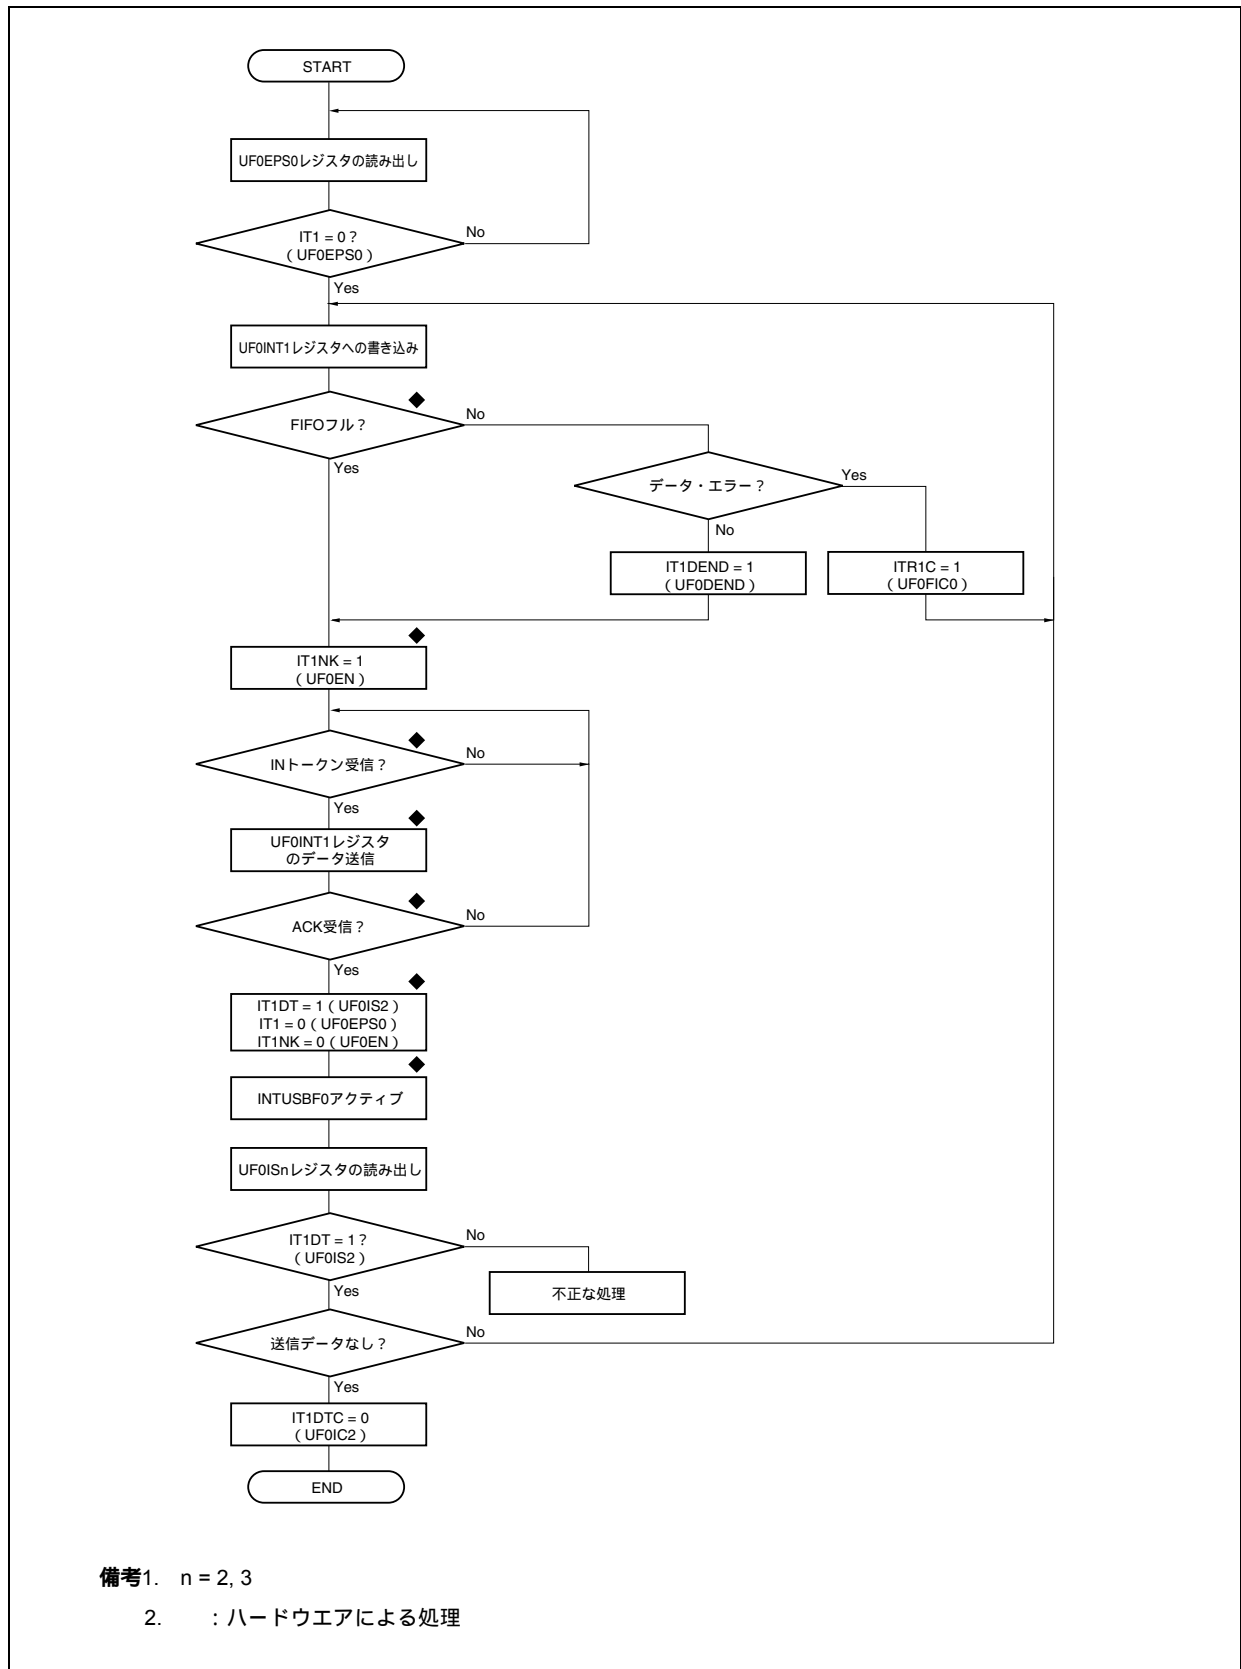 START
UF0EPS0レジスタの読み出し
IT1 = 0？
（UF0EPS0）
No
Yes
UF0INT1レジスタへの書き込み
FIFOフル？
No
Yes
データ・エラー？
Yes
No
IT1DEND = 1
（UF0DEND）
ITR1C = 1
（UF0FIC0）
IT1NK = 1
（UF0EN）
INトークン受信？
No
Yes
UF0INT1レジスタ
のデータ送信
ACK受信？
No
Yes
IT1DT = 1（UF0IS2）
IT1 = 0（UF0EPS0）
IT1NK = 0（UF0EN）
INTUSBF0アクティブ
UF0ISnレジスタの読み出し
IT1DT = 1？
（UF0IS2）
No
Yes
不正な処理
送信データなし？
No
Yes
IT1DTC = 0
（UF0IC2）
END
備考1. n = 2, 3
2. ：ハードウエアによる処理